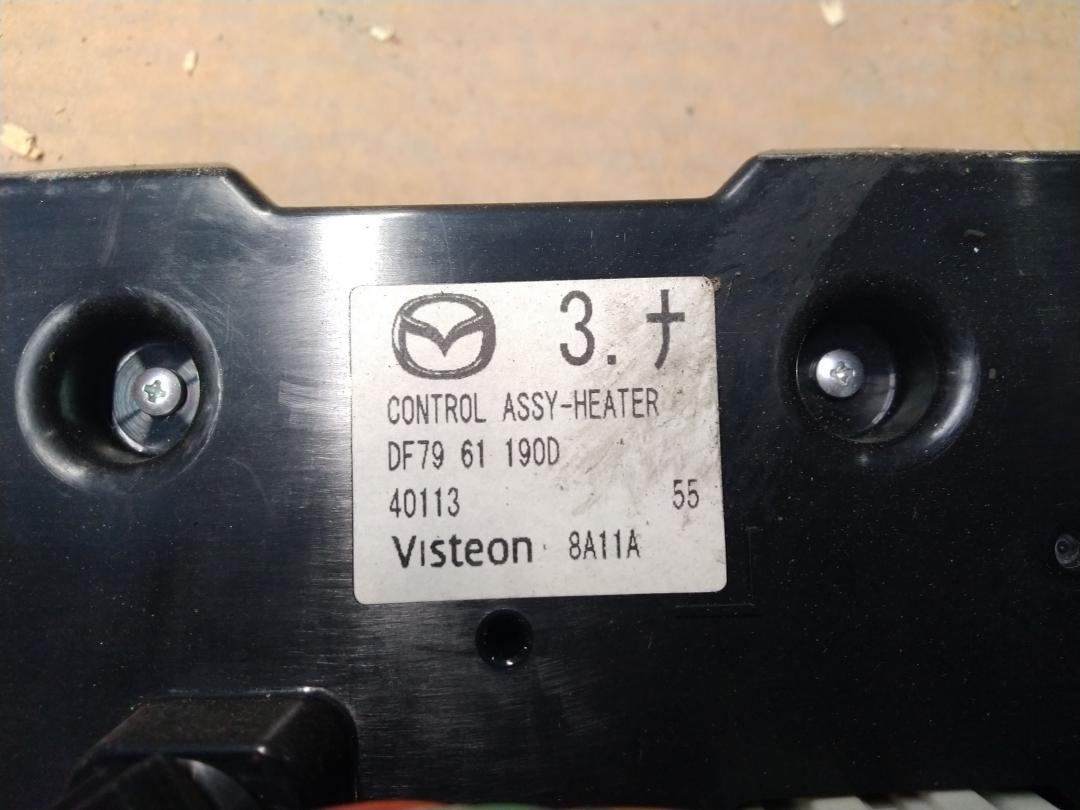 3.ナ
CONTROL ASSY-HEATER
DF79 61 190D
40113 55
Visteon 8A11A